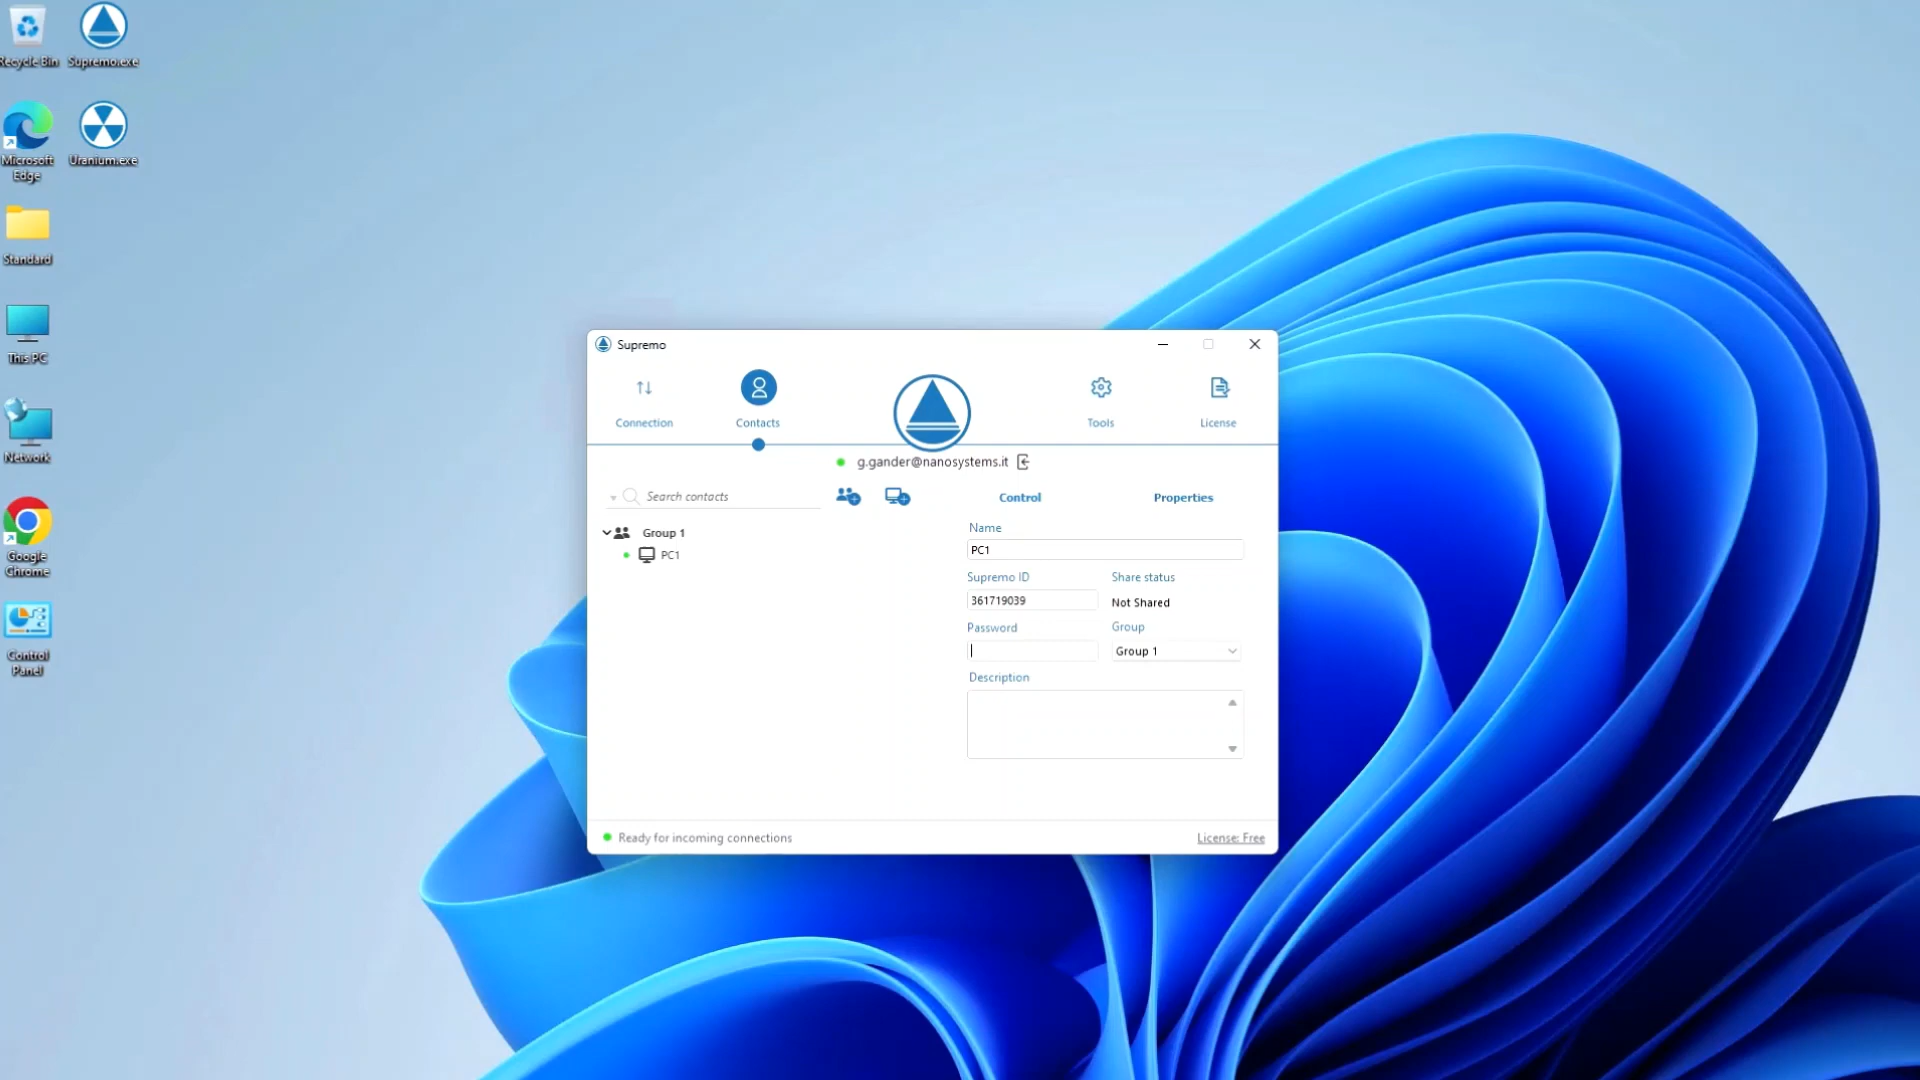 Recycle Bin
Supremo.exe
Microsoft
Edge
Uranium.exe
Standard
This PC
Network
Google
Chrome
Control
Panel
Supremo
Connection
Contacts
Tools
License
g.gander@nanosystems.it
Search contacts
Control
Properties
Group 1
PC1
Name
PC1
Supremo ID
Share status
361719039
Not Shared
Password
Group
Group 1
Description
Ready for incoming connections
License: Free